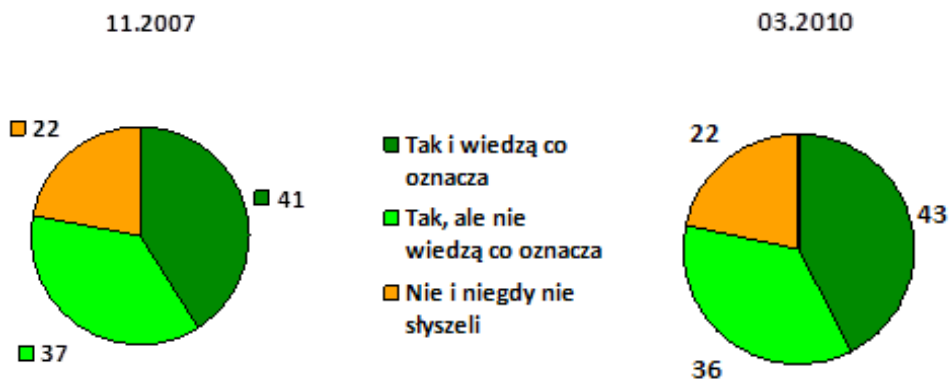 11.2007
03.2010
22
41
37
Tak i wiedzą co
oznacza
Tak, ale nie
wiedzą co oznacza
Nie i niegdy nie
słyszeli
22
43
36